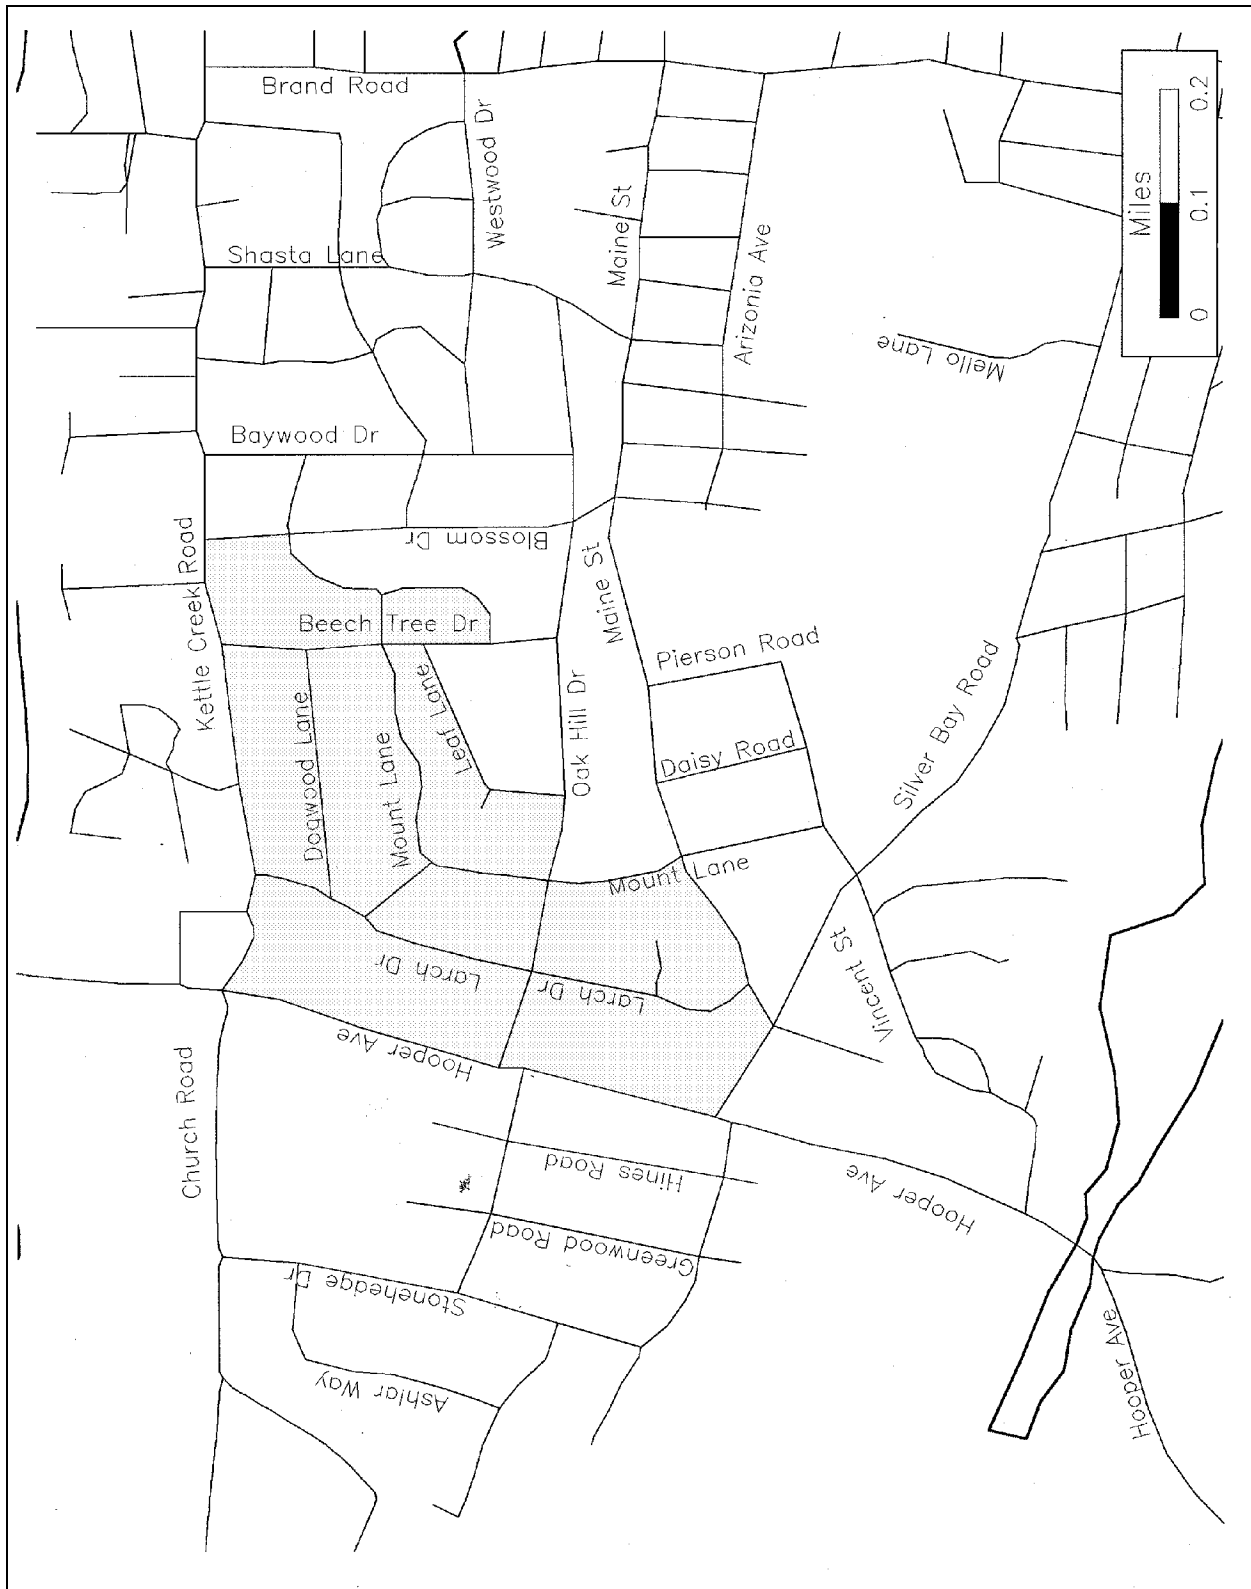 Brand Road
Westwood Dr
Miles
0
0.1
0.2
Maine St
Shasta Lane
Arizonia Ave
Mello Lane
Baywood Dr
Blossom Dr
Kettle Creek Road
Maine St
Beech Tree Dr
Pierson Road
Dogwood Lane
Mount Lane
Leaf Lane
Oak Hill Dr
Daisy Road
Silver Bay Road
Mount Lane
Larch Dr
Larch Dr
Vincent St
Hooper Ave
Church Road
Hines Road
Hooper Ave
Greenwood Road
Stonehedge Dr
Ashlar Way
Hooper Ave